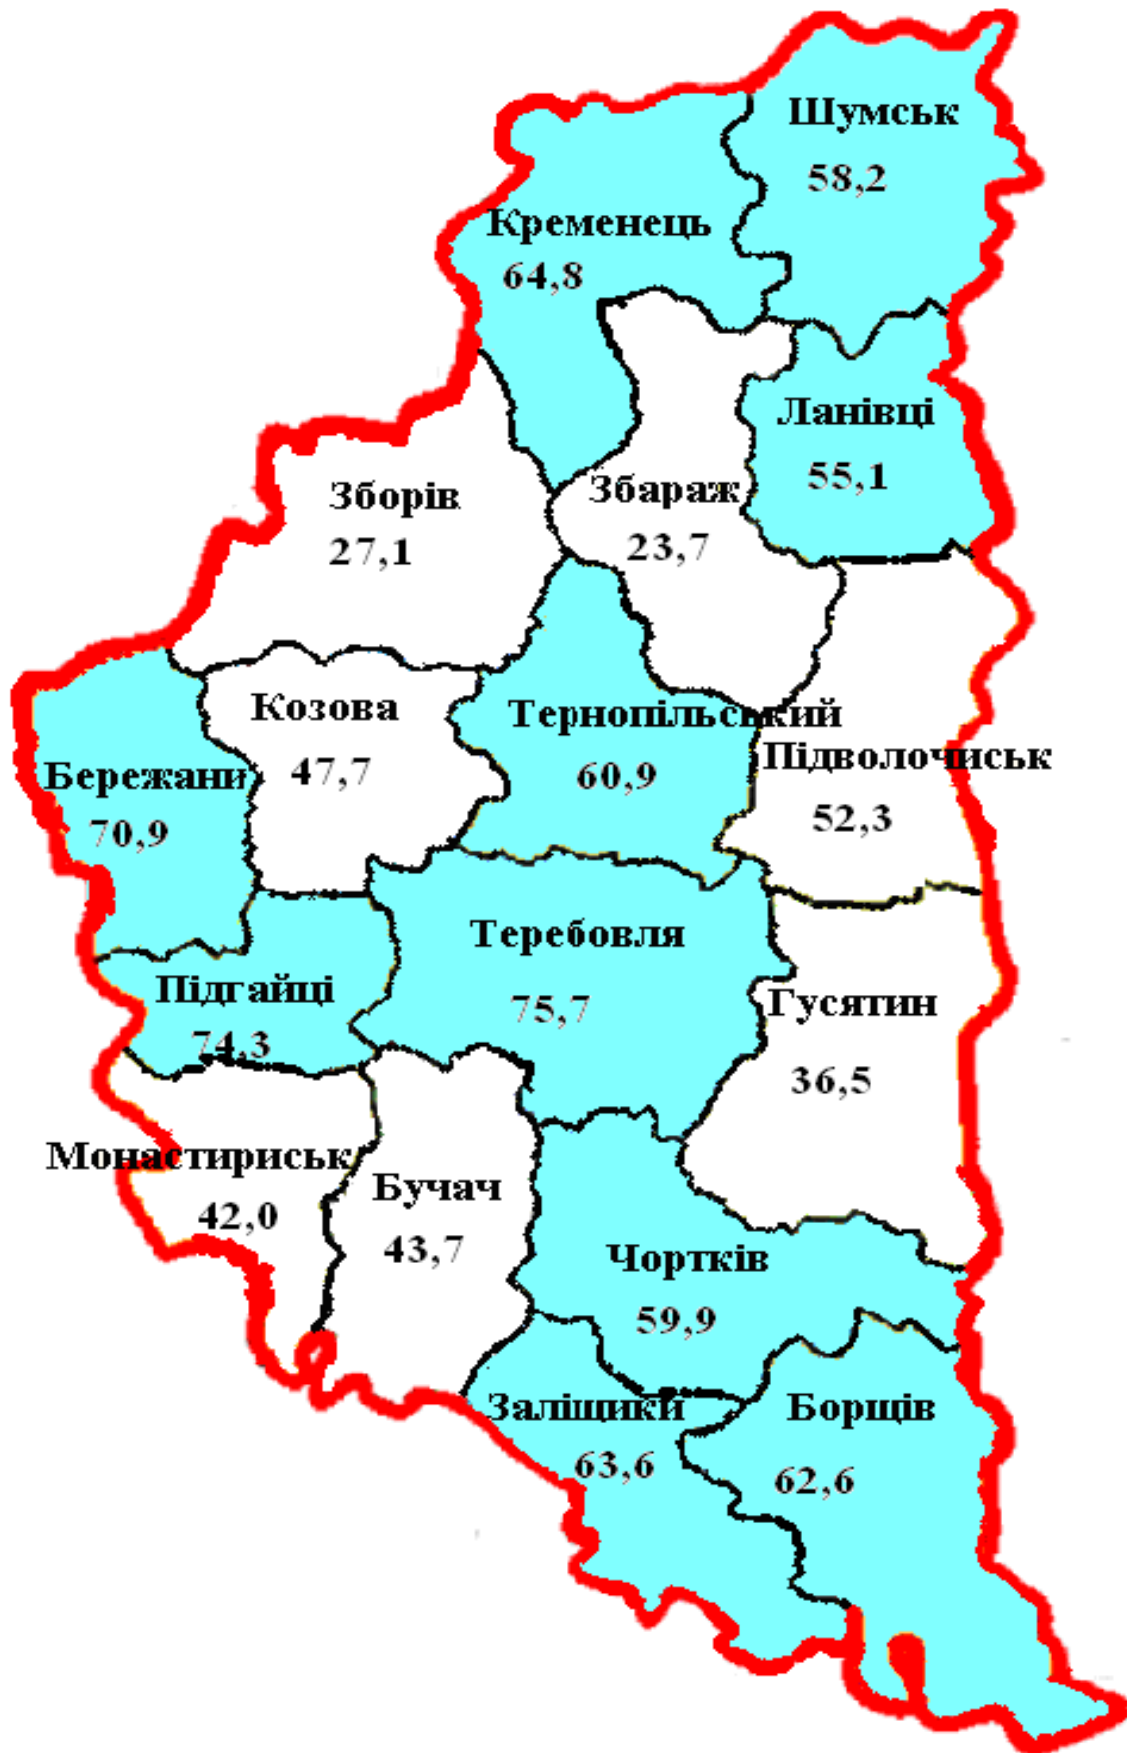 Шумськ
58,2
Кременець
64,8
Ланівці
55,1
Зборів
27,1
Збараж
23,7
Козова
47,7
Тернопільський
60,9
Підволочиськ
52,3
Бережани
70,9
Теребовля
75,7
Підгайці
74,3
Гусятин
36,5
Монастириськ
42,0
Бучач
43,7
Чортків
59,9
Заліщики
63,6
Борщів
62,6